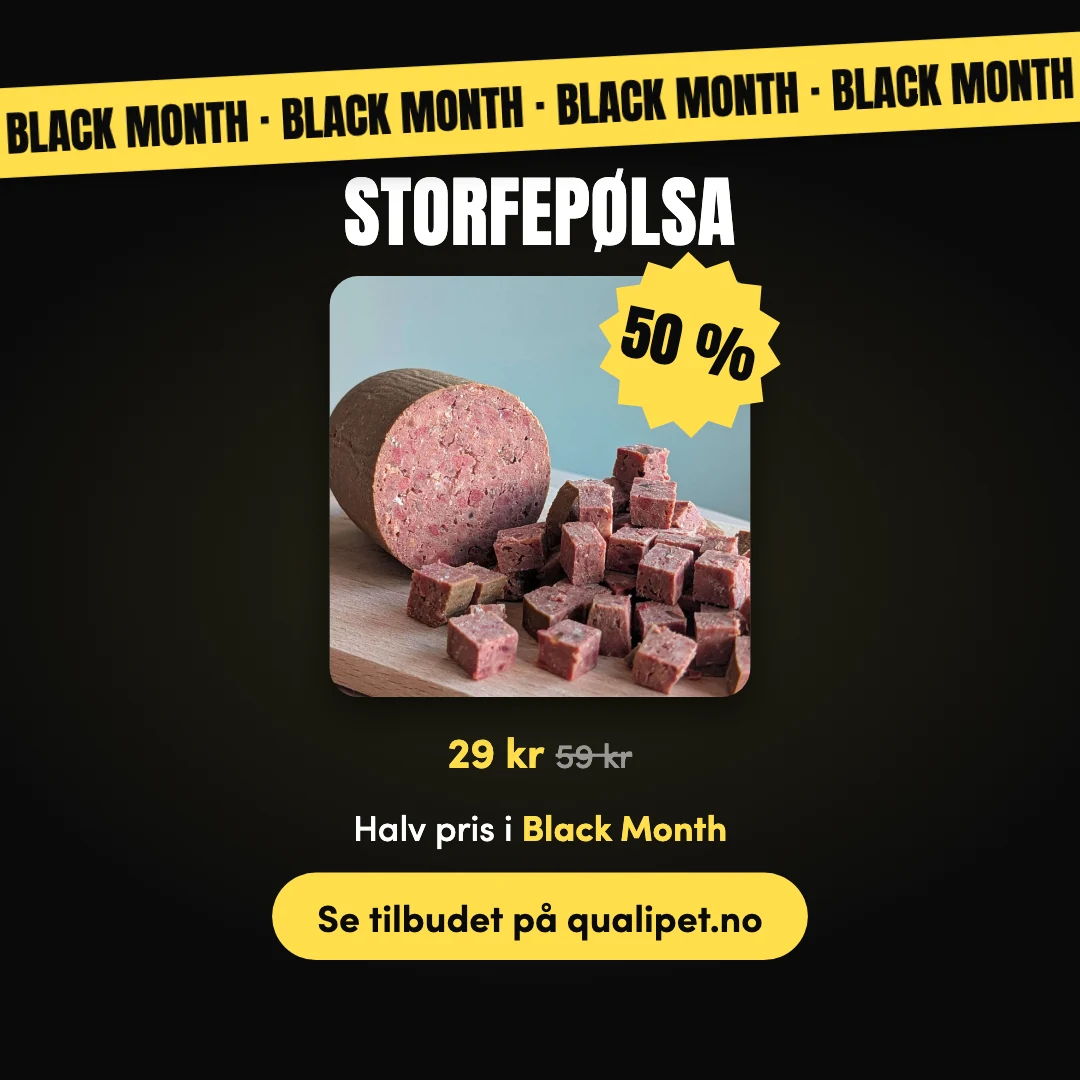 BLACK MONTH · BLACK MONTH · BLACK MONTH · BLACK MONTH
STORFEPØLSA
50 %
29 kr 59 kr
Halv pris i Black Month
Se tilbudet på qualipet.no